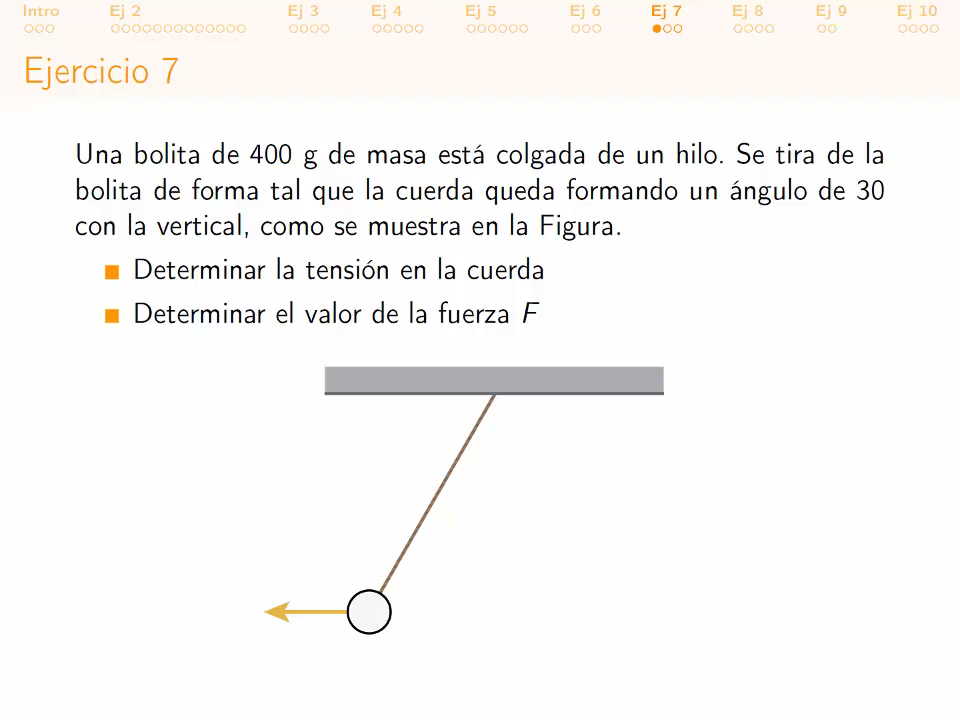 Intro Ej 2 Ej 3 Ej 4 Ej 5 Ej 6 Ej 7 Ej 8 Ej 9 Ej 10
Ejercicio 7
Una bolita de 400 g de masa está colgada de un hilo. Se tira de la
bolita de forma tal que la cuerda queda formando un ángulo de 30
con la vertical, como se muestra en la Figura.
Determinar la tensión en la cuerda
Determinar el valor de la fuerza F